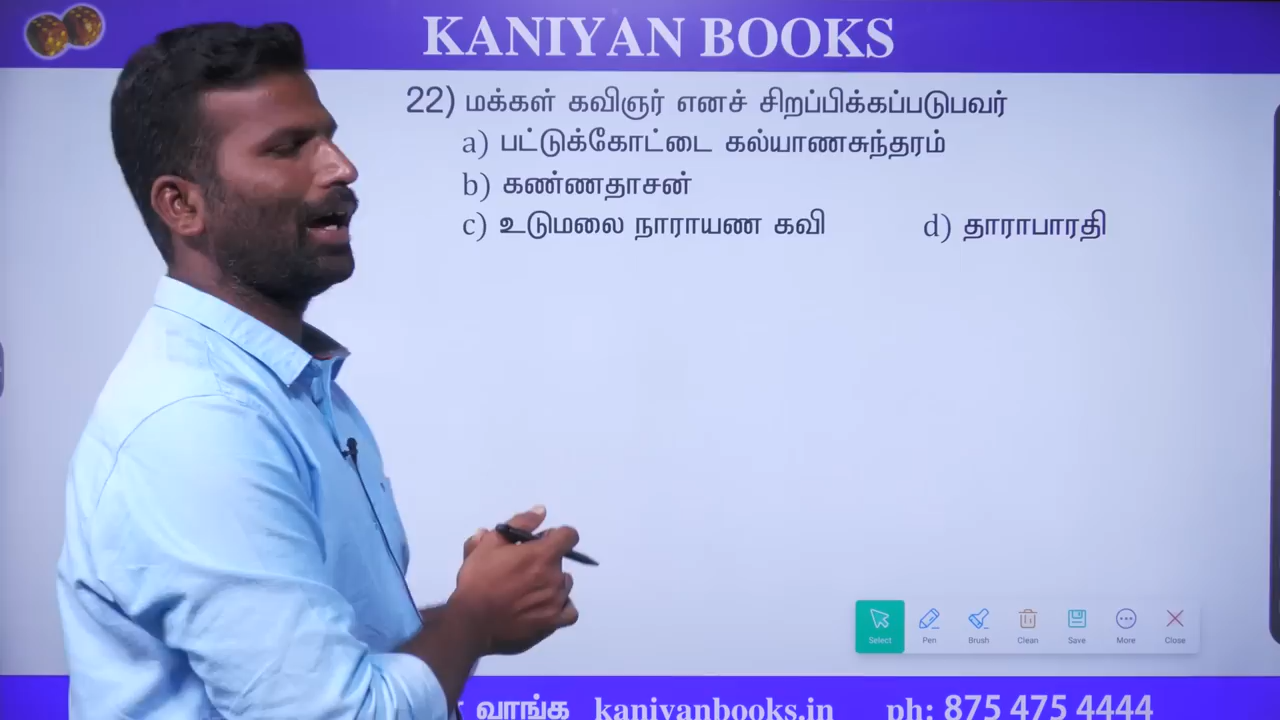 KANIYAN BOOKS
22) மக்கள் கவிஞர் எனச் சிறப்பிக்கப்படுபவர்
a) பட்டுக்கோட்டை கல்யாணசுந்தரம்
b) கண்ணதாசன்
c) உடுமலை நாராயண கவி d) தாராபாரதி
Select Pen Brush Clean Save More Close
வாங்க kaniyanbooks.in ph: 875 475 4444